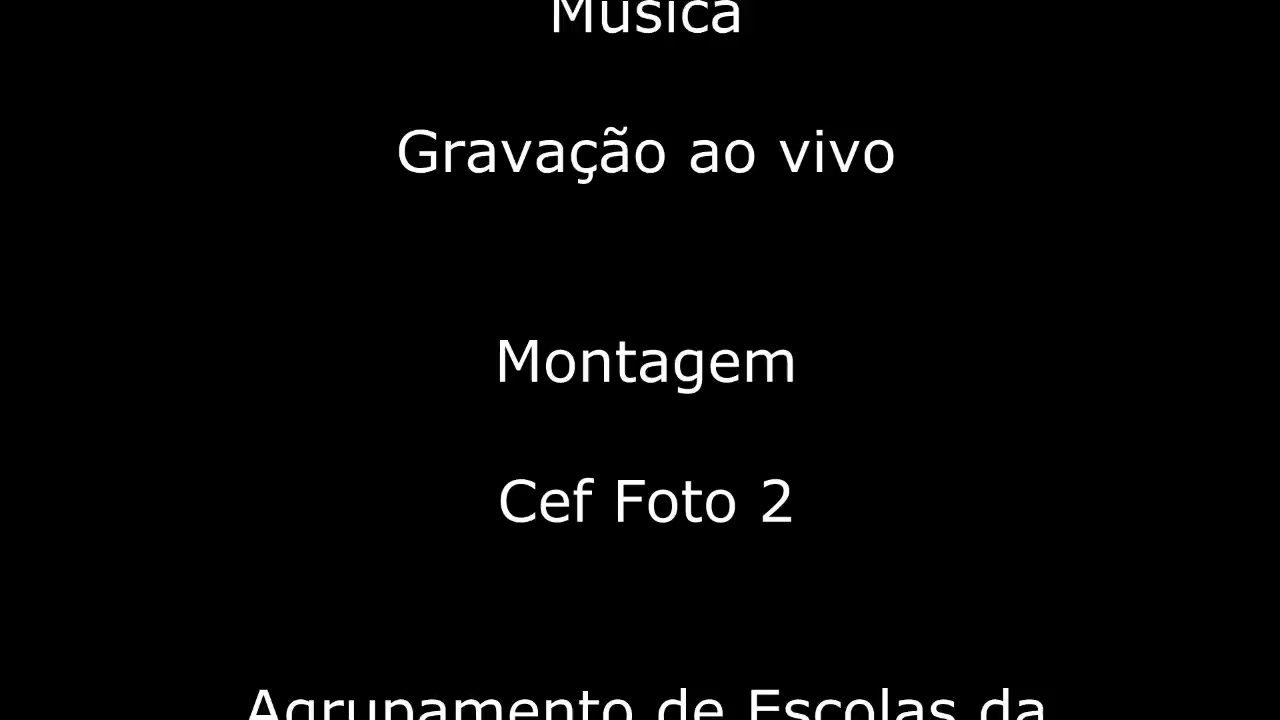 Música
Gravação ao vivo
Montagem
Cef Foto 2
Agrupamento de Escolas da